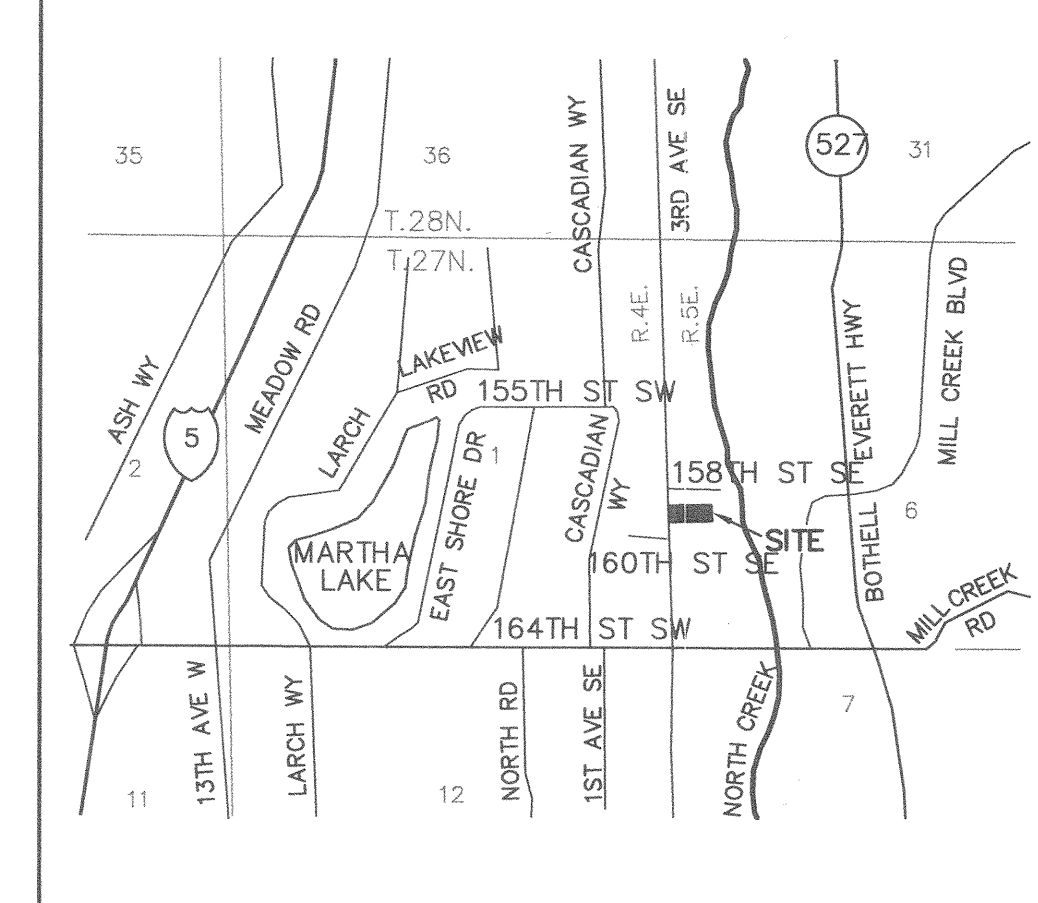 35
36
CASCADIAN WY
3RD AVE SE
527
31
T.28N.
T.27N.
R.4E.
R.5E.
ASH WY
MEADOW RD
LAKEVIEW
RD
155TH ST SW
EVERETT HWY
MILL CREEK BLVD
5
2
LARCH
EAST SHORE DR
1
CASCADIAN
WY
158TH ST SE
BOTHELL
6
SITE
MARTHA
LAKE
160TH ST SE
MILL CREEK
RD
164TH ST SW
13TH AVE W
LARCH WY
NORTH RD
1ST AVE SE
NORTH CREEK
7
11
12